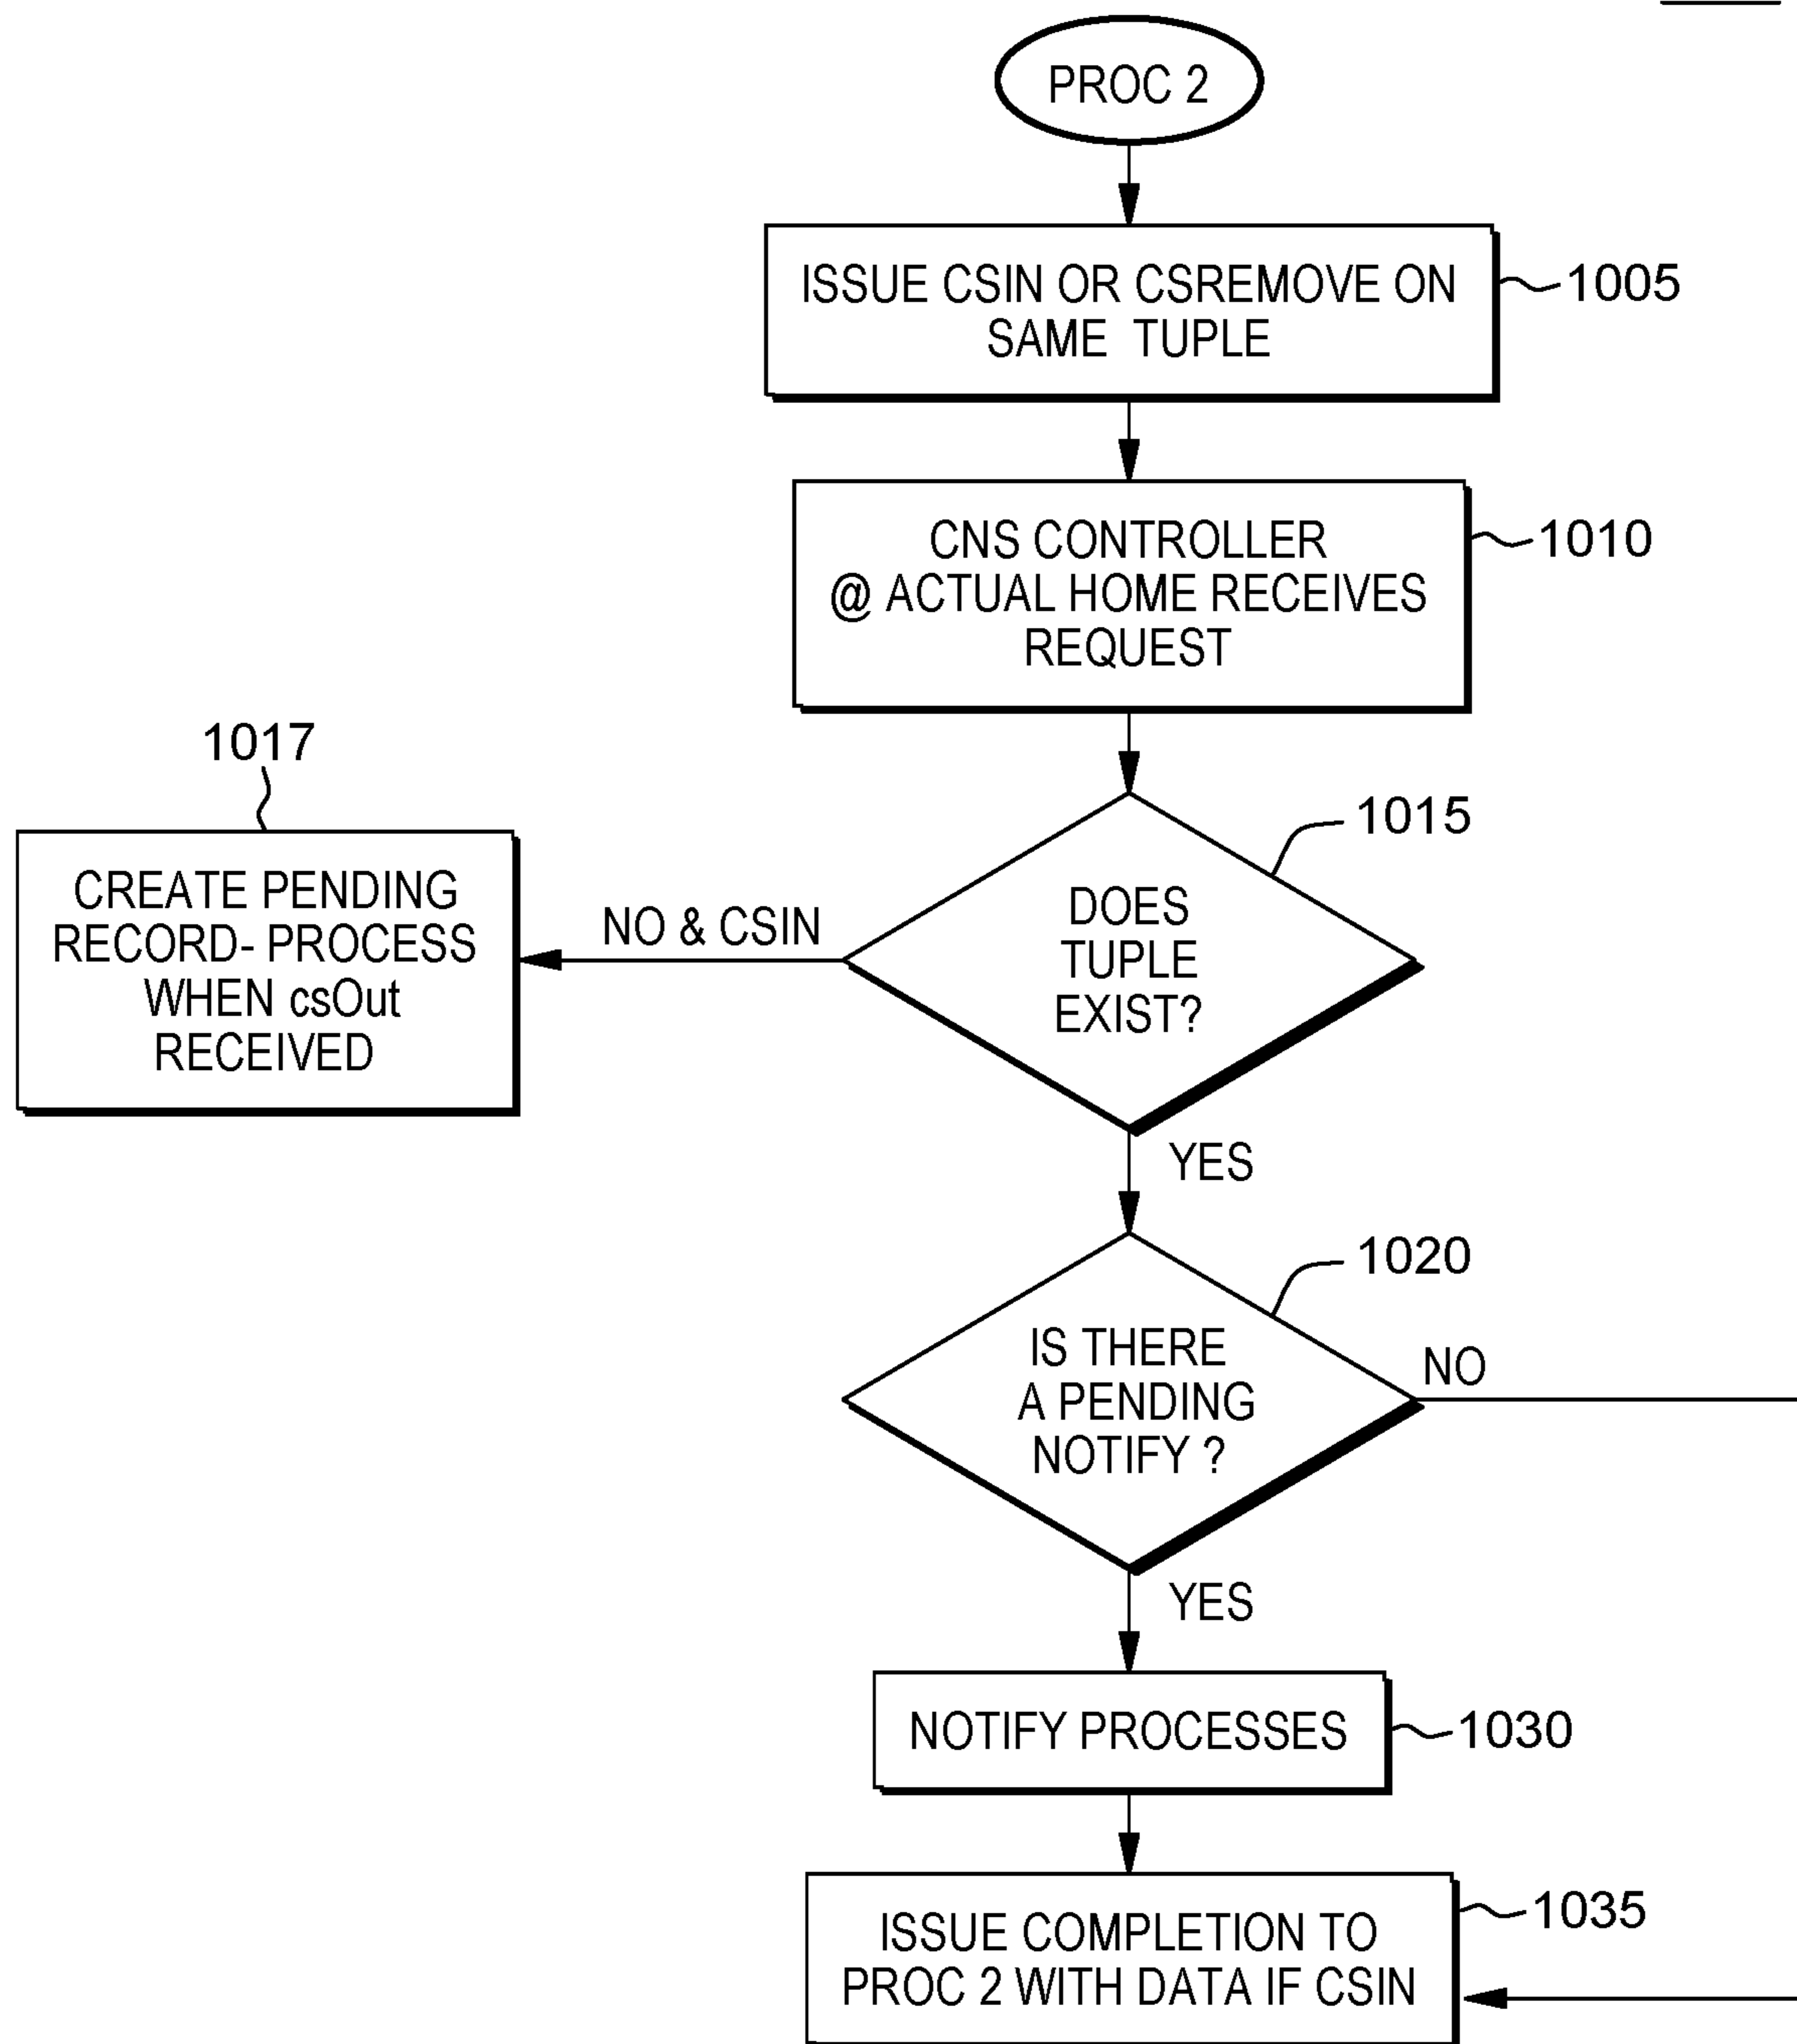 PROC 2
ISSUE CSIN OR CSREMOVE ON
SAME TUPLE
1005
CNS CONTROLLER
@ ACTUAL HOME RECEIVES
REQUEST
1010
1017
CREATE PENDING
RECORD- PROCESS
WHEN csOut
RECEIVED
NO & CSIN
DOES
TUPLE
EXIST?
1015
YES
IS THERE
A PENDING
NOTIFY ?
1020
NO
YES
NOTIFY PROCESSES
1030
ISSUE COMPLETION TO
PROC 2 WITH DATA IF CSIN
1035